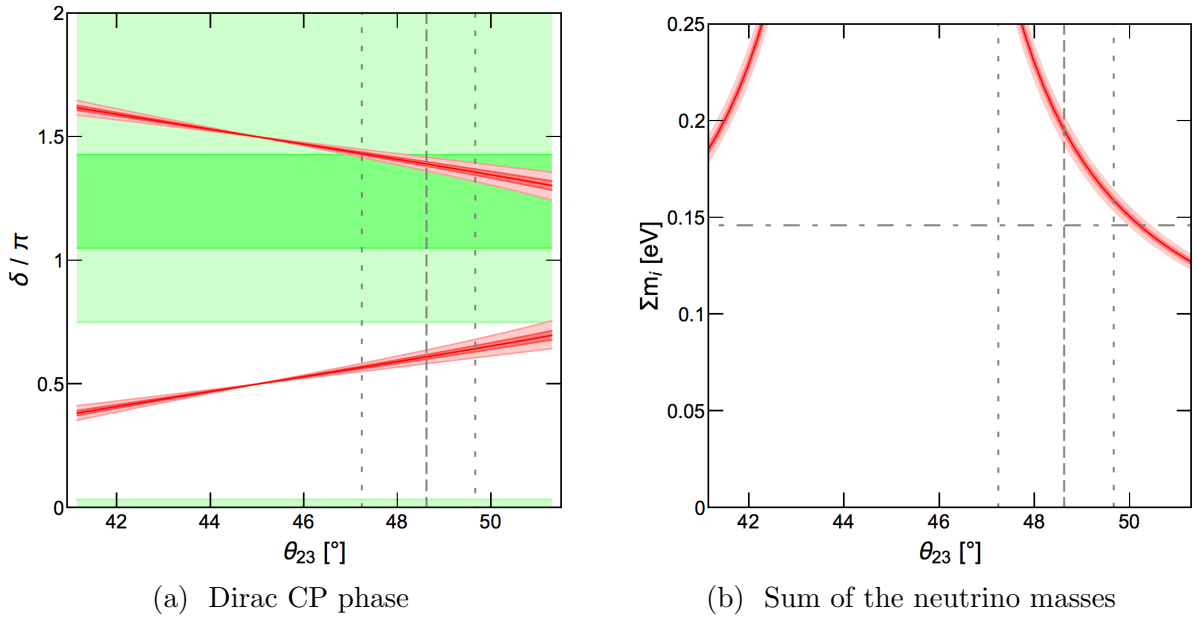 2
1.5
1
0.5
0
δ / π
42 44 46 48 50
θ23 [°]
(a) Dirac CP phase
0.25
0.2
0.15
0.1
0.05
0
Σmi [eV]
42 44 46 48 50
θ23 [°]
(b) Sum of the neutrino masses